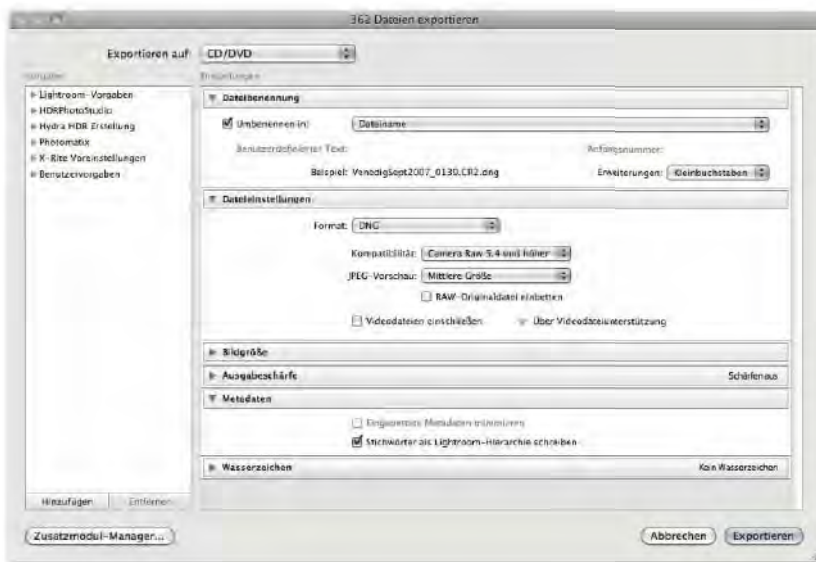 362 Dateien exportieren
Exportieren auf: CD/DVD
Vorgaben:
Einstellungen
Lightroom-Vorgaben
HDRPhotoStudio
Hydra HDR Erstellung
Photomatix
X-Rite Voreinstellungen
Benutzervorgaben
Hinzufügen Entfernen
Dateibenennung
Umbenennen in: Dateiname
Benutzerdefinierter Text: Anfangsnummer:
Beispiel: VenedigSept2007_0139.CR2.dng Erweiterungen: Kleinbuchstaben
Dateieinstellungen
Format: DNG
Kompatibilität: Camera Raw 5.4 und höher
JPEG-Vorschau: Mittlere Größe
RAW-Originaldatei einbetten
Videodateien einschließen Über Videodateiunterstützung
Bildgröße
Ausgabeschärfe Schärfen aus
Metadaten
Eingebettete Metadaten minimieren
Stichwörter als Lightroom-Hierarchie schreiben
Wasserzeichen Kein Wasserzeichen
Zusatzmodul-Manager... Abbrechen Exportieren